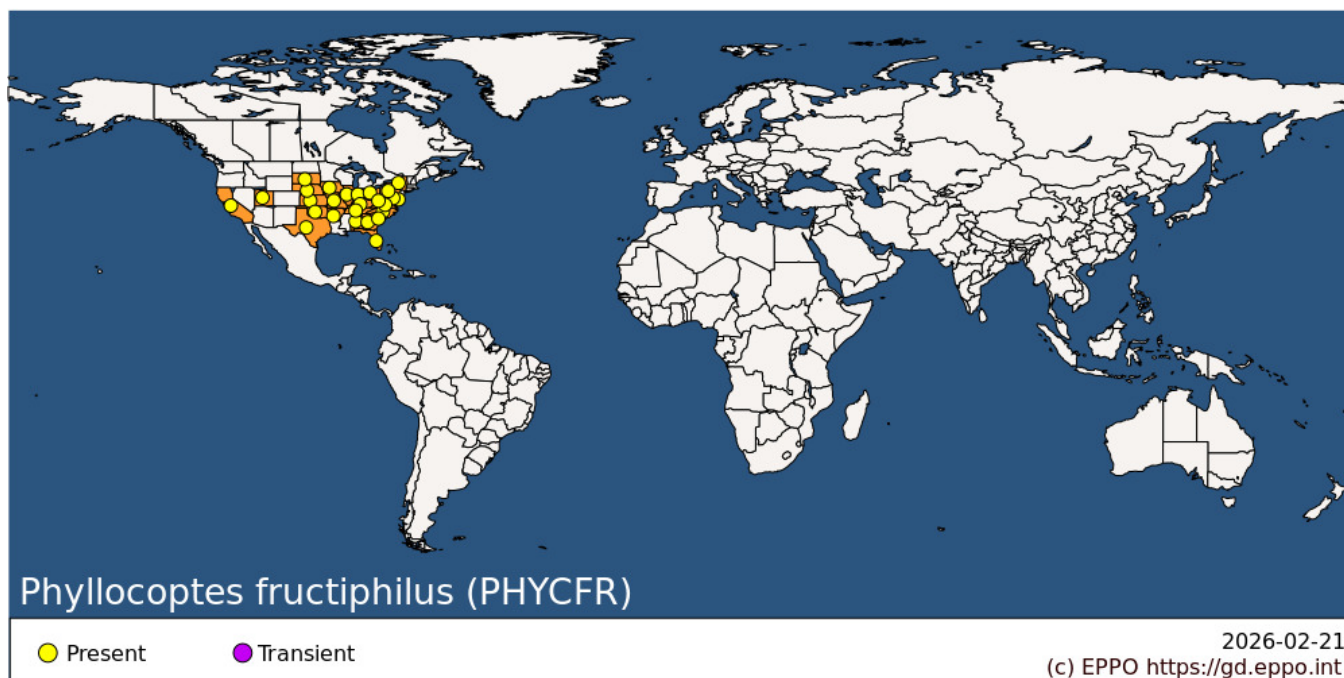 Phyllocoptes fructiphilus (PHYCFR)
Present
Transient
2026-02-21
(c) EPPO https://gd.eppo.int